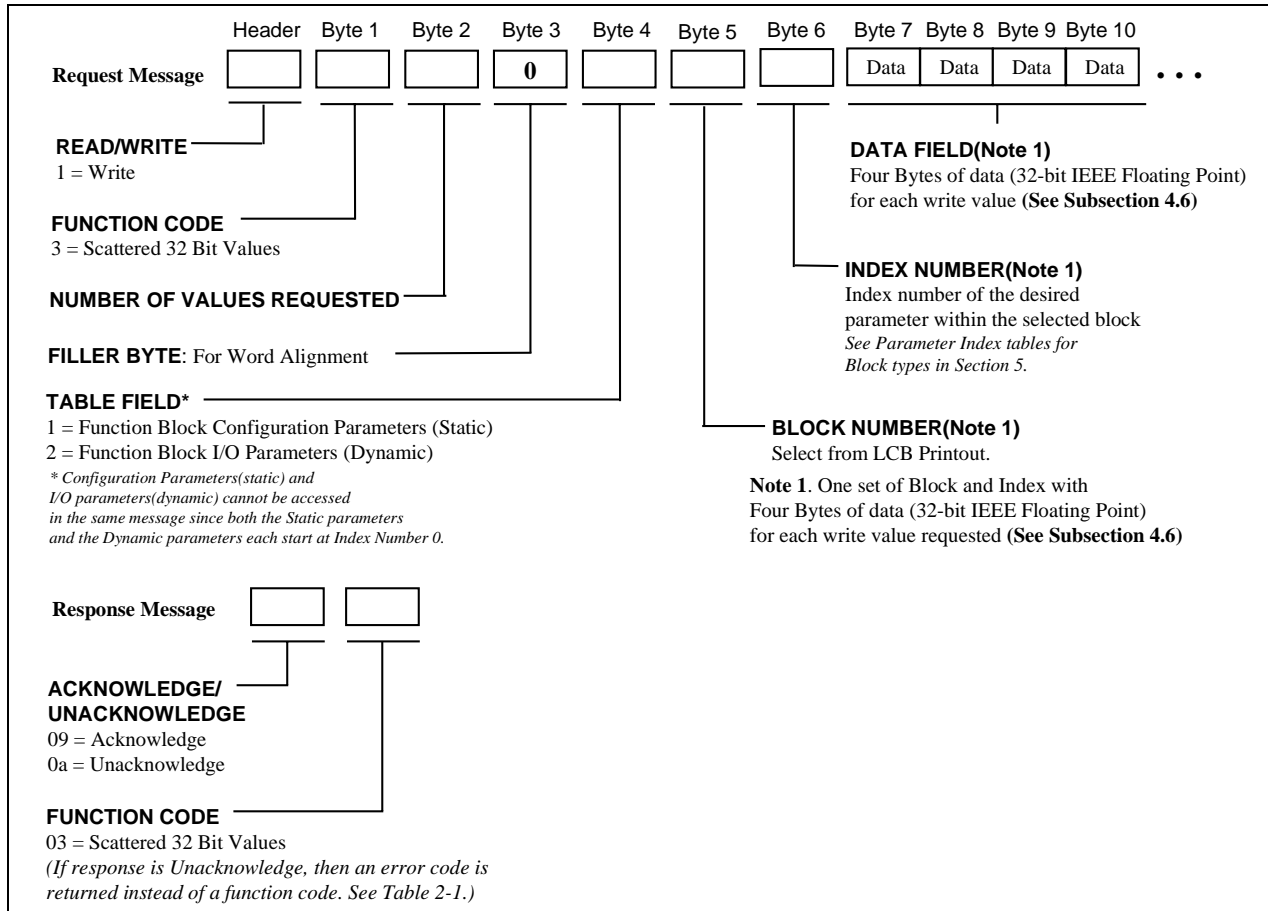 Header Byte 1 Byte 2 Byte 3 Byte 4 Byte 5 Byte 6 Byte 7 Byte 8 Byte 9 Byte 10
Request Message 0 Data Data Data Data . . .
READ/WRITE
1 = Write
FUNCTION CODE
3 = Scattered 32 Bit Values
NUMBER OF VALUES REQUESTED
FILLER BYTE: For Word Alignment
TABLE FIELD*
1 = Function Block Configuration Parameters (Static)
2 = Function Block I/O Parameters (Dynamic)
* Configuration Parameters(static) and
I/O parameters(dynamic) cannot be accessed
in the same message since both the Static parameters
and the Dynamic parameters each start at Index Number 0.
DATA FIELD(Note 1)
Four Bytes of data (32-bit IEEE Floating Point)
for each write value (See Subsection 4.6)
INDEX NUMBER(Note 1)
Index number of the desired
parameter within the selected block
See Parameter Index tables for
Block types in Section 5.
BLOCK NUMBER(Note 1)
Select from LCB Printout.
Note 1. One set of Block and Index with
Four Bytes of data (32-bit IEEE Floating Point)
for each write value requested (See Subsection 4.6)
Response Message
ACKNOWLEDGE/
UNACKNOWLEDGE
09 = Acknowledge
0a = Unacknowledge
FUNCTION CODE
03 = Scattered 32 Bit Values
(If response is Unacknowledge, then an error code is
returned instead of a function code. See Table 2-1.)